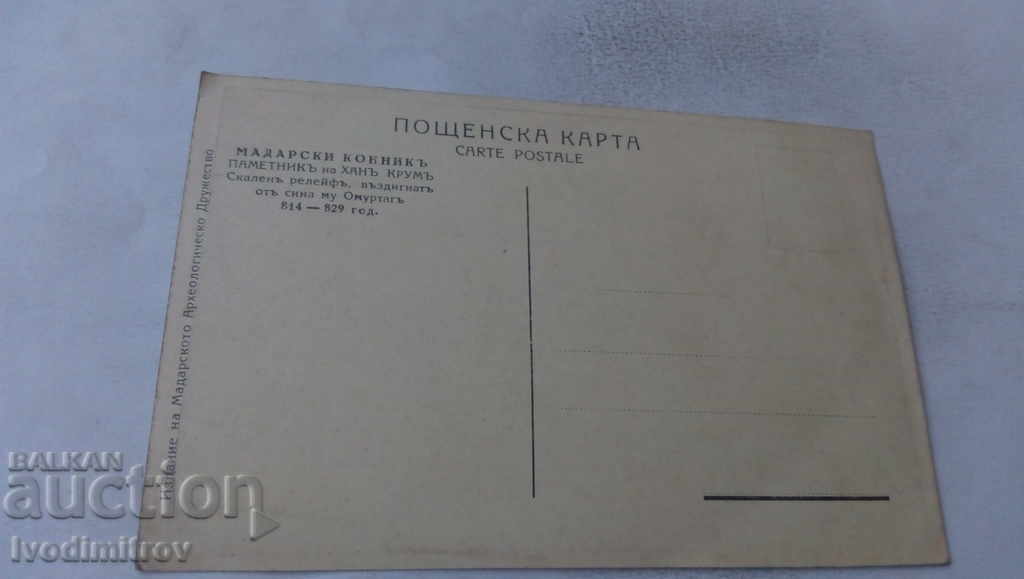 ПОЩЕНСКА КАРТА
CARTE POSTALE
МАДАРСКИ КОННИКЪ
ПАМЕТНИКЪ на ХАНЪ КРУМЪ
Скаленъ релейфъ, въздигнатъ
отъ сина му Омуртагъ
814 — 829 год.
Издание на Мадарското Археологическо Дружество
BALKAN
auction
Ivodimitrov